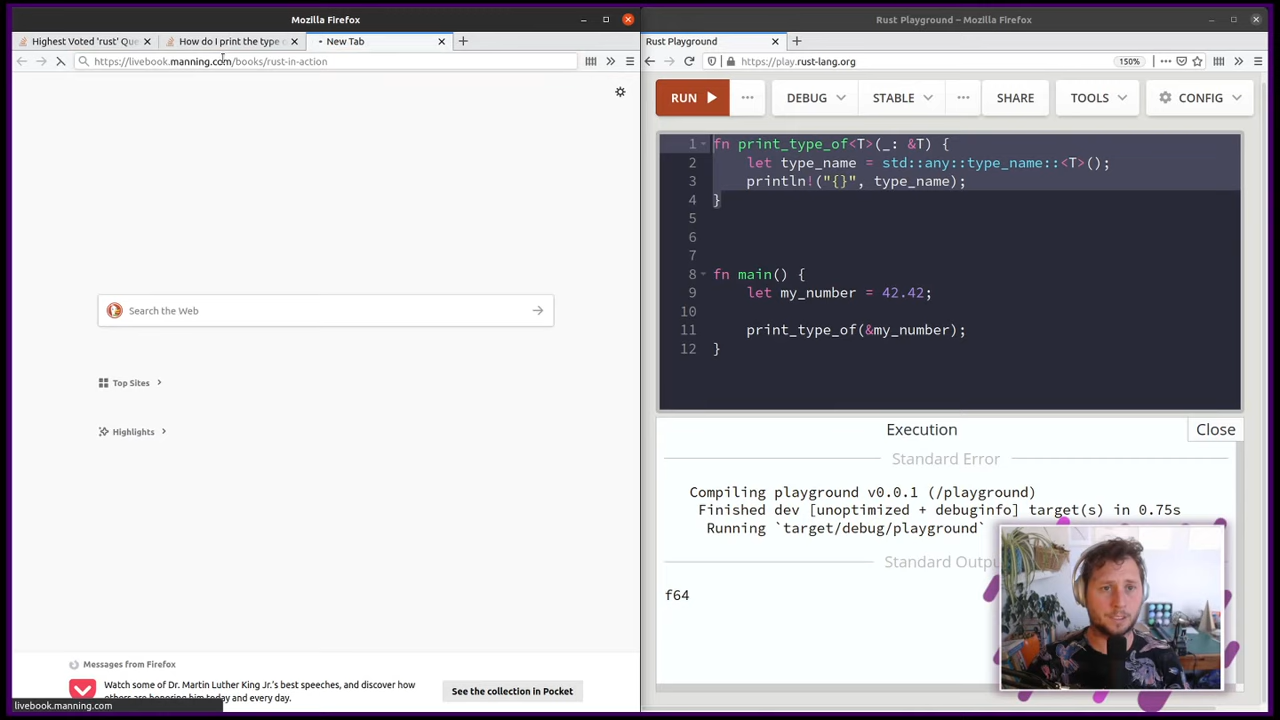 Mozilla Firefox
Highest Voted 'rust' Que
How do I print the type o
New Tab
https://livebook.manning.com/books/rust-in-action
Search the Web
Top Sites
Highlights
Messages from Firefox
Watch some of Dr. Martin Luther King Jr.'s best speeches, and discover how
others are honoring him today and every day.
See the collection in Pocket
livebook.manning.com
Rust Playground – Mozilla Firefox
Rust Playground
https://play.rust-lang.org
150%
RUN
DEBUG
STABLE
SHARE
TOOLS
CONFIG
1 fn print_type_of<T>(_: &T) {
2 let type_name = std::any::type_name::<T>();
3 println!("{}", type_name);
4 }
5
6
7
8 fn main() {
9 let my_number = 42.42;
10
11 print_type_of(&my_number);
12 }
Execution
Close
Standard Error
Compiling playground v0.0.1 (/playground)
Finished dev [unoptimized + debuginfo] target(s) in 0.75s
Running `target/debug/playground`
Standard Outp
f64